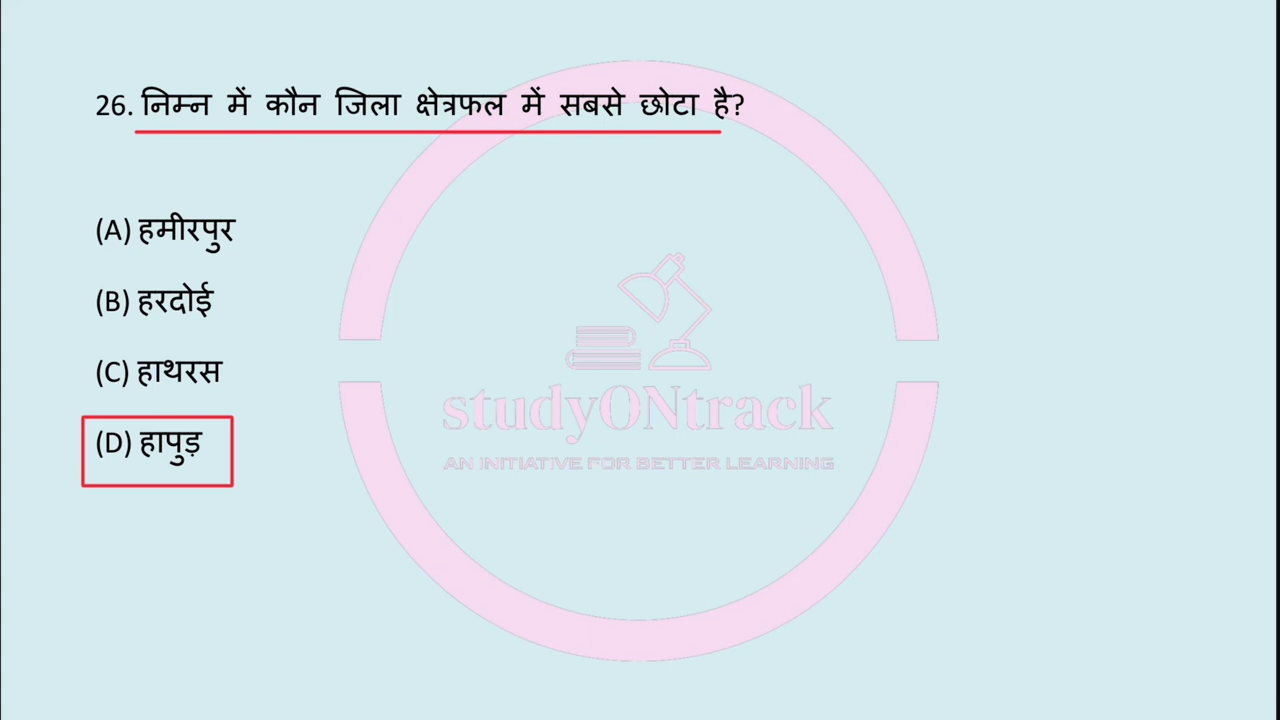 26. निम्न में कौन जिला क्षेत्रफल में सबसे छोटा है?
(A) हमीरपुर
(B) हरदोई
(C) हाथरस
(D) हापुड़
studyONtrack
AN INITIATIVE FOR BETTER LEARNING